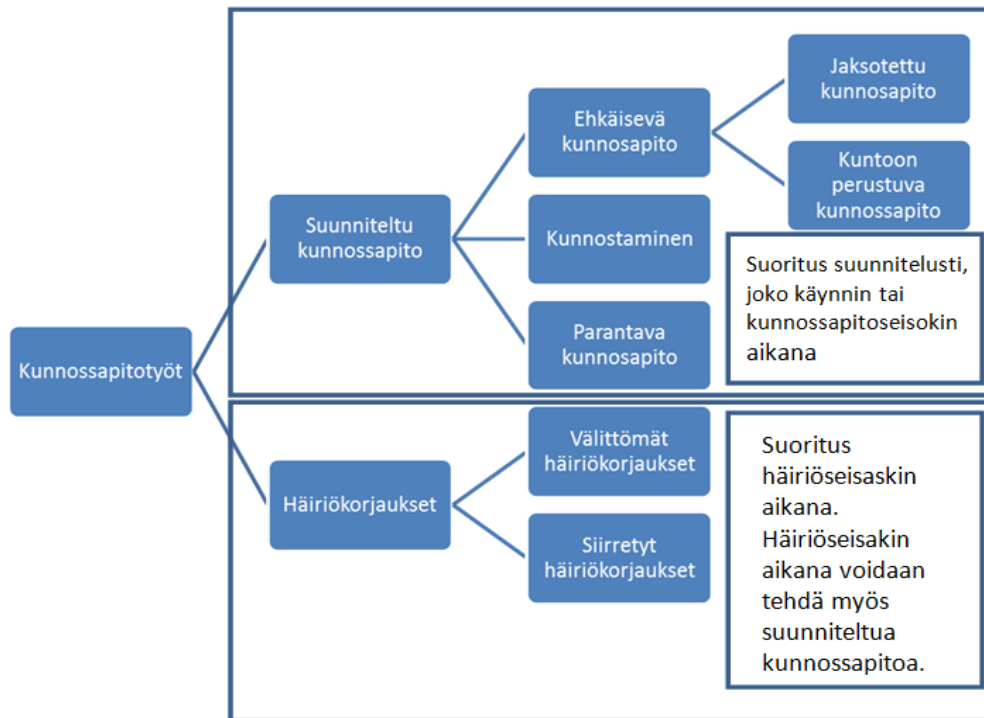 Kunnossapitotyöt
Suunniteltu
kunnossapito
Ehkäisevä
kunnosapito
Jaksotettu
kunnosapito
Kuntoon
perustuva
kunnossapito
Kunnostaminen
Parantava
kunnosapito
Suoritus suunnitelusti,
joko käynnin tai
kunnossapitoseisokin
aikana
Häiriökorjaukset
Välittömät
häiriökorjaukset
Siirretyt
häiriökorjaukset
Suoritus
häiriöseisaskin
aikana.
Häiriöseisakin
aikana voidaan
tehdä myös
suunniteltua
kunnossapitoa.